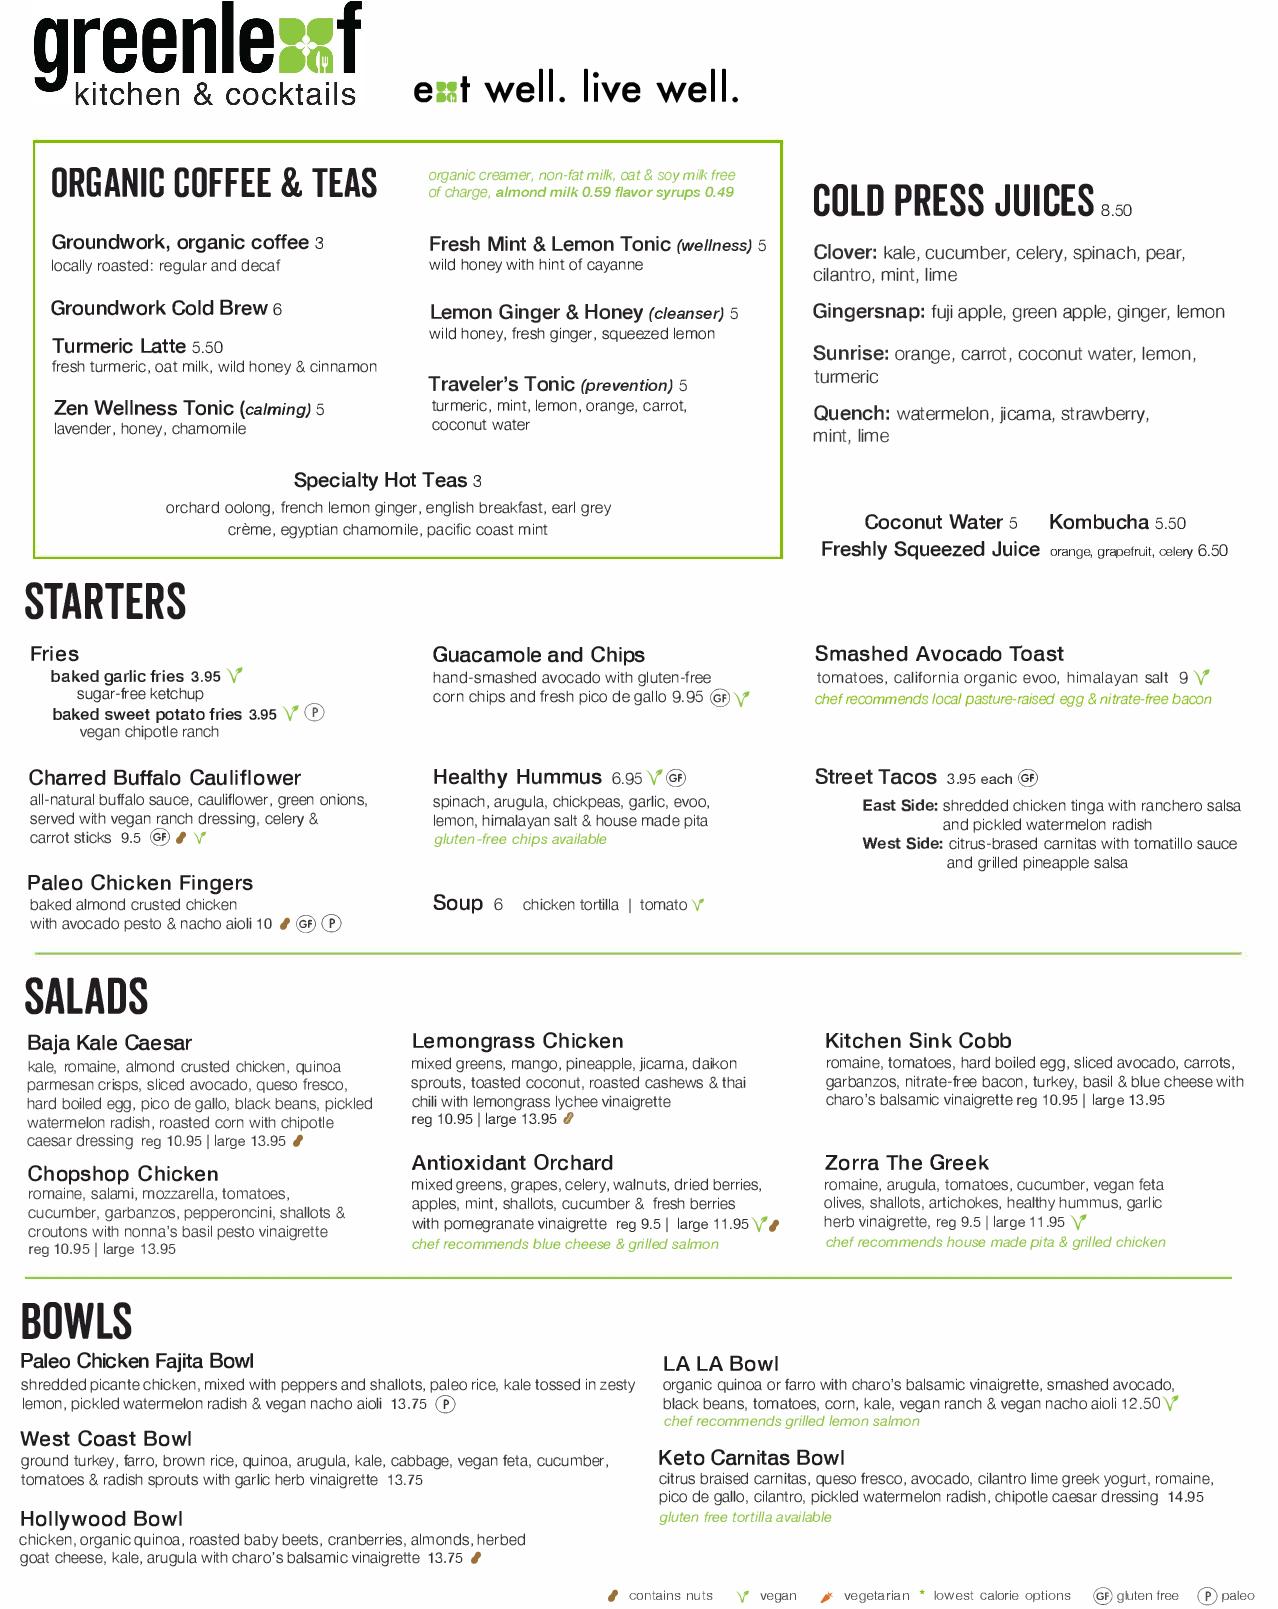 greenleaf
kitchen & cocktails
eat well. live well.
ORGANIC COFFEE & TEAS
organic creamer, non-fat milk, oat & soy milk free
of charge, almond milk 0.59 flavor syrups 0.49
Groundwork, organic coffee 3
locally roasted: regular and decaf
Groundwork Cold Brew 6
Turmeric Latte 5.50
fresh turmeric, oat milk, wild honey & cinnamon
Zen Wellness Tonic (calming) 5
lavender, honey, chamomile
Fresh Mint & Lemon Tonic (wellness) 5
wild honey with hint of cayanne
Lemon Ginger & Honey (cleanser) 5
wild honey, fresh ginger, squeezed lemon
Traveler's Tonic (prevention) 5
turmeric, mint, lemon, orange, carrot,
coconut water
Specialty Hot Teas 3
orchard oolong, french lemon ginger, english breakfast, earl grey
crème, egyptian chamomile, pacific coast mint
COLD PRESS JUICES 8.50
Clover: kale, cucumber, celery, spinach, pear,
cilantro, mint, lime
Gingersnap: fuji apple, green apple, ginger, lemon
Sunrise: orange, carrot, coconut water, lemon,
turmeric
Quench: watermelon, jicama, strawberry,
mint, lime
Coconut Water 5 Kombucha 5.50
Freshly Squeezed Juice orange, grapefruit, celery 6.50
STARTERS
Fries
baked garlic fries 3.95
sugar-free ketchup
baked sweet potato fries 3.95 P
vegan chipotle ranch
Charred Buffalo Cauliflower
all-natural buffalo sauce, cauliflower, green onions,
served with vegan ranch dressing, celery &
carrot sticks 9.5 GF
Paleo Chicken Fingers
baked almond crusted chicken
with avocado pesto & nacho aioli 10 GF P
Guacamole and Chips
hand-smashed avocado with gluten-free
corn chips and fresh pico de gallo 9.95 GF
Healthy Hummus 6.95 GF
spinach, arugula, chickpeas, garlic, evoo,
lemon, himalayan salt & house made pita
gluten-free chips available
Soup 6 chicken tortilla | tomato
Smashed Avocado Toast
tomatoes, california organic evoo, himalayan salt 9
chef recommends local pasture-raised egg & nitrate-free bacon
Street Tacos 3.95 each GF
East Side: shredded chicken tinga with ranchero salsa
and pickled watermelon radish
West Side: citrus-brased carnitas with tomatillo sauce
and grilled pineapple salsa
SALADS
Baja Kale Caesar
kale, romaine, almond crusted chicken, quinoa
parmesan crisps, sliced avocado, queso fresco,
hard boiled egg, pico de gallo, black beans, pickled
watermelon radish, roasted corn with chipotle
caesar dressing reg 10.95 | large 13.95
Chopshop Chicken
romaine, salami, mozzarella, tomatoes,
cucumber, garbanzos, pepperoncini, shallots &
croutons with nonna's basil pesto vinaigrette
reg 10.95 | large 13.95
Lemongrass Chicken
mixed greens, mango, pineapple, jicama, daikon
sprouts, toasted coconut, roasted cashews & thai
chili with lemongrass lychee vinaigrette
reg 10.95 | large 13.95
Antioxidant Orchard
mixed greens, grapes, celery, walnuts, dried berries,
apples, mint, shallots, cucumber & fresh berries
with pomegranate vinaigrette reg 9.5 | large 11.95
chef recommends blue cheese & grilled salmon
Kitchen Sink Cobb
romaine, tomatoes, hard boiled egg, sliced avocado, carrots,
garbanzos, nitrate-free bacon, turkey, basil & blue cheese with
charo's balsamic vinaigrette reg 10.95 | large 13.95
Zorra The Greek
romaine, arugula, tomatoes, cucumber, vegan feta
olives, shallots, artichokes, healthy hummus, garlic
herb vinaigrette, reg 9.5 | large 11.95
chef recommends house made pita & grilled chicken
BOWLS
Paleo Chicken Fajita Bowl
shredded picante chicken, mixed with peppers and shallots, paleo rice, kale tossed in zesty
lemon, pickled watermelon radish & vegan nacho aioli 13.75 P
West Coast Bowl
ground turkey, farro, brown rice, quinoa, arugula, kale, cabbage, vegan feta, cucumber,
tomatoes & radish sprouts with garlic herb vinaigrette 13.75
Hollywood Bowl
chicken, organic quinoa, roasted baby beets, cranberries, almonds, herbed
goat cheese, kale, arugula with charo's balsamic vinaigrette 13.75
LA LA Bowl
organic quinoa or farro with charo's balsamic vinaigrette, smashed avocado,
black beans, tomatoes, corn, kale, vegan ranch & vegan nacho aioli 12.50
chef recommends grilled lemon salmon
Keto Carnitas Bowl
citrus braised carnitas, queso fresco, avocado, cilantro lime greek yogurt, romaine,
pico de gallo, cilantro, pickled watermelon radish, chipotle caesar dressing 14.95
gluten free tortilla available
contains nuts vegan vegetarian * lowest calorie options GF gluten free P paleo